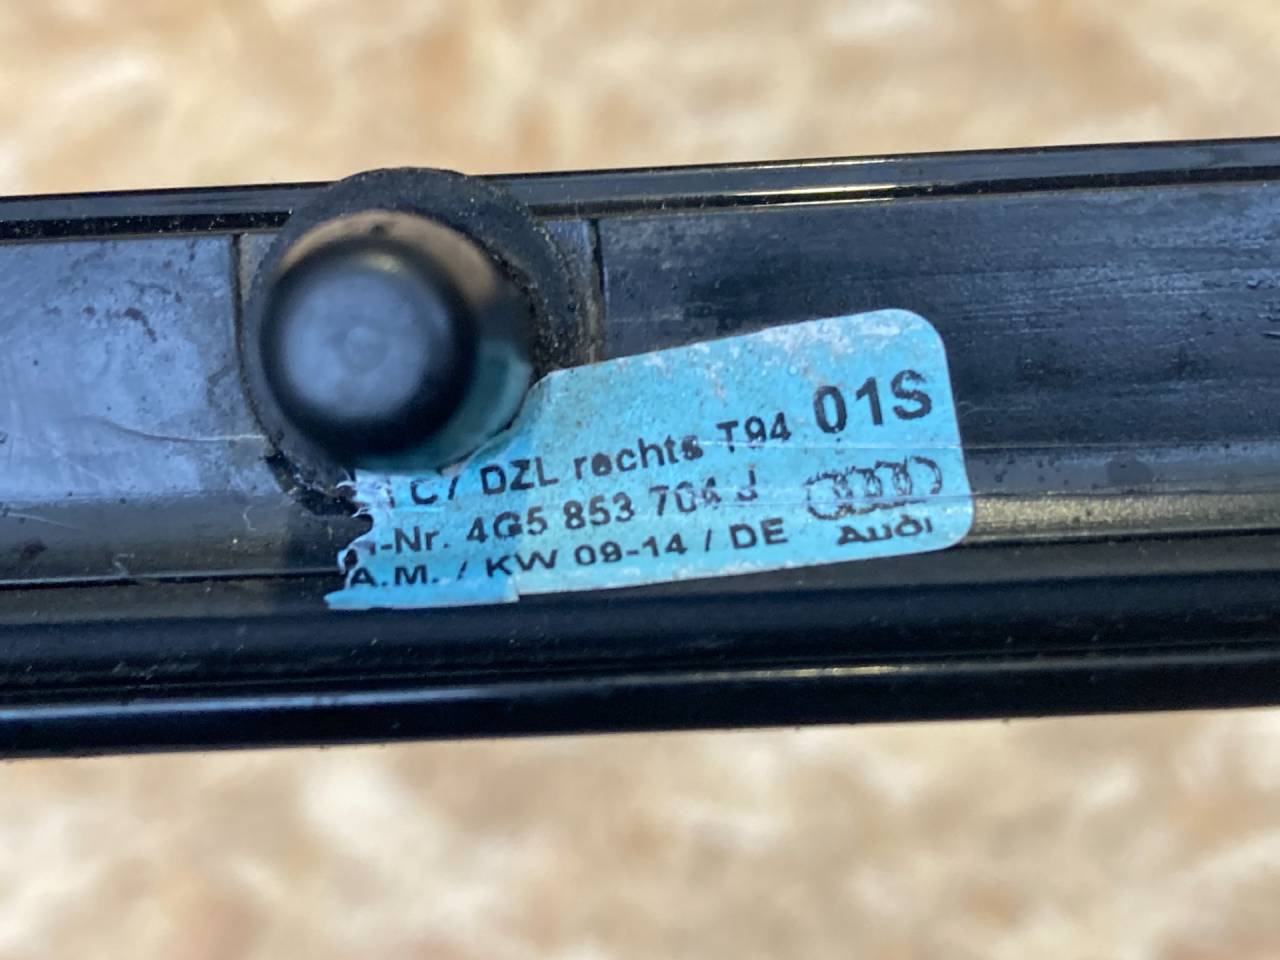 01S
C7 DZL rechts T94
-Nr. 4G5 853 704 J
A.M. / KW 09-14 / DE
Audi